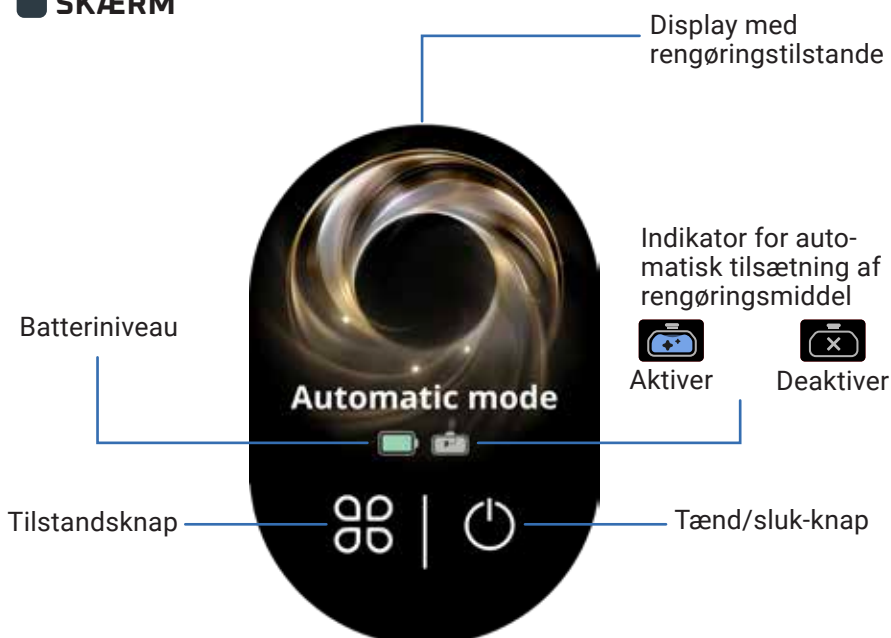 SKÆRM
Display med
rengøringstilstande
Indikator for auto-
matisk tilsætning af
rengøringsmiddel
Aktiver
Deaktiver
Batteriniveau
Automatic mode
Tilstandsknap
Tænd/sluk-knap